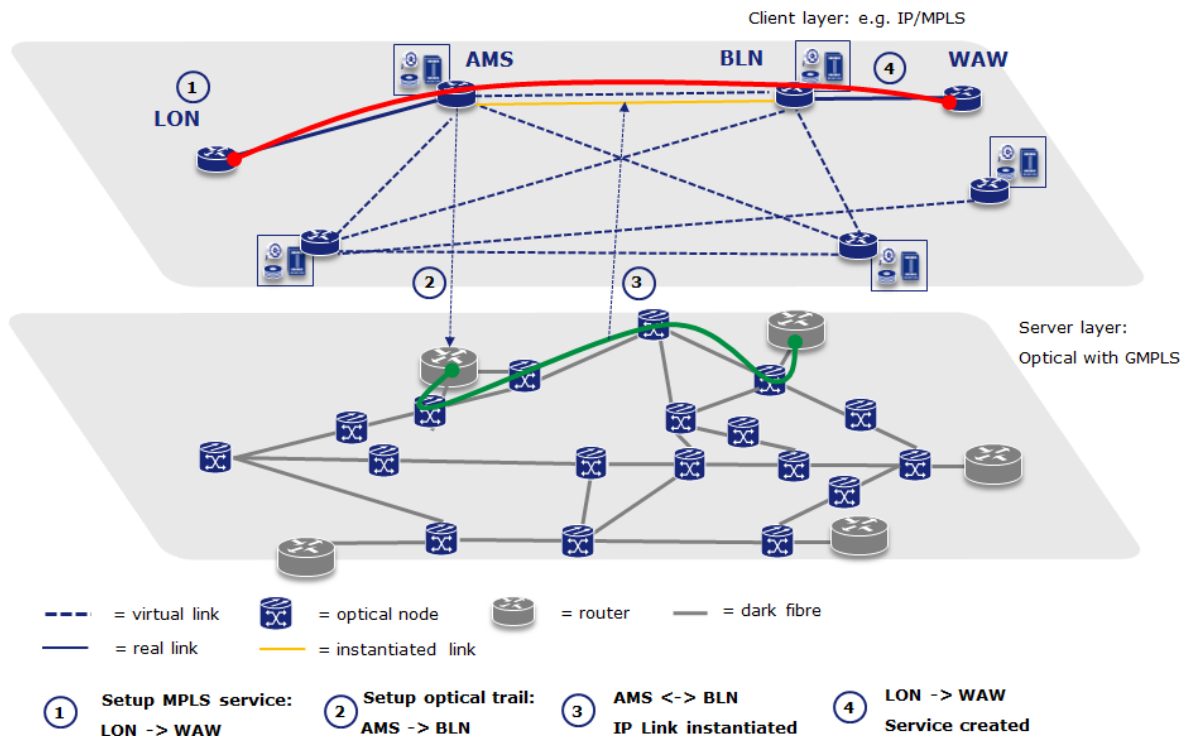 Client layer: e.g. IP/MPLS
AMS
BLN
4
WAW
1
LON
2
3
Server layer:
Optical with GMPLS
= virtual link
= optical node
= router
= dark fibre
= real link
= instantiated link
1
Setup MPLS service:
LON -> WAW
2
Setup optical trail:
AMS -> BLN
3
AMS <-> BLN
IP Link instantiated
4
LON -> WAW
Service created